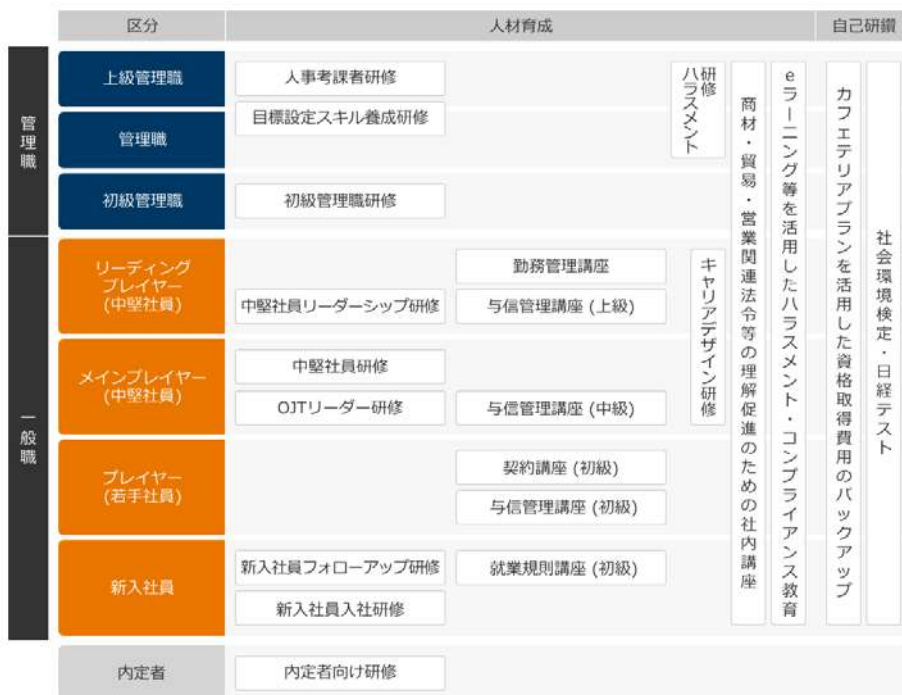 区分
人材育成
自己研鑽
管理職
上級管理職
人事考課者研修
目標設定スキル養成研修
管理職
初級管理職
初級管理職研修
ハラスメント
研修
一般職
リーディング
プレイヤー
(中堅社員)
勤務管理講座
中堅社員リーダーシップ研修
与信管理講座 (上級)
メインプレイヤー
(中堅社員)
中堅社員研修
OJTリーダー研修
与信管理講座 (中級)
キャリアデザイン研修
プレイヤー
(若手社員)
契約講座 (初級)
与信管理講座 (初級)
新入社員
新入社員フォローアップ研修
就業規則講座 (初級)
新入社員入社研修
商材・貿易・営業関連法令等の理解促進のための社内講座
eラーニング等を活用したハラスメント・コンプライアンス教育
カフェテリアプランを活用した資格取得費用のバックアップ
社会環境検定・日経テスト
内定者
内定者向け研修